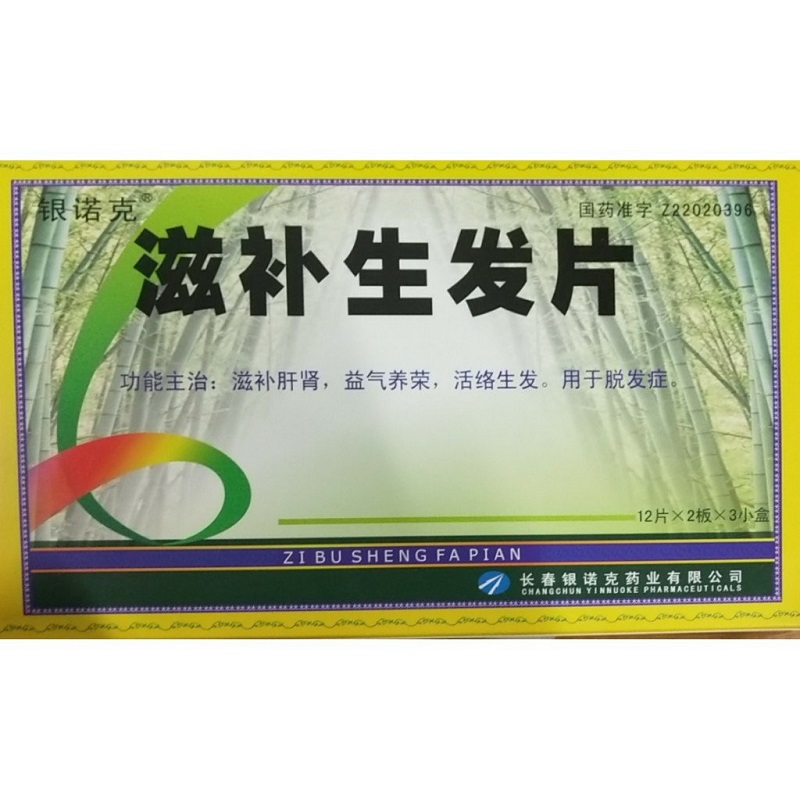 银诺克®
国药准字 Z22020396
滋补生发片
功能主治：滋补肝肾，益气养荣，活络生发。用于脱发症。
12片×2板×3小盒
ZI BU SHENG FA PIAN
长春银诺克药业有限公司
CHANGCHUN YINNUOKE PHARMACEUTICALS